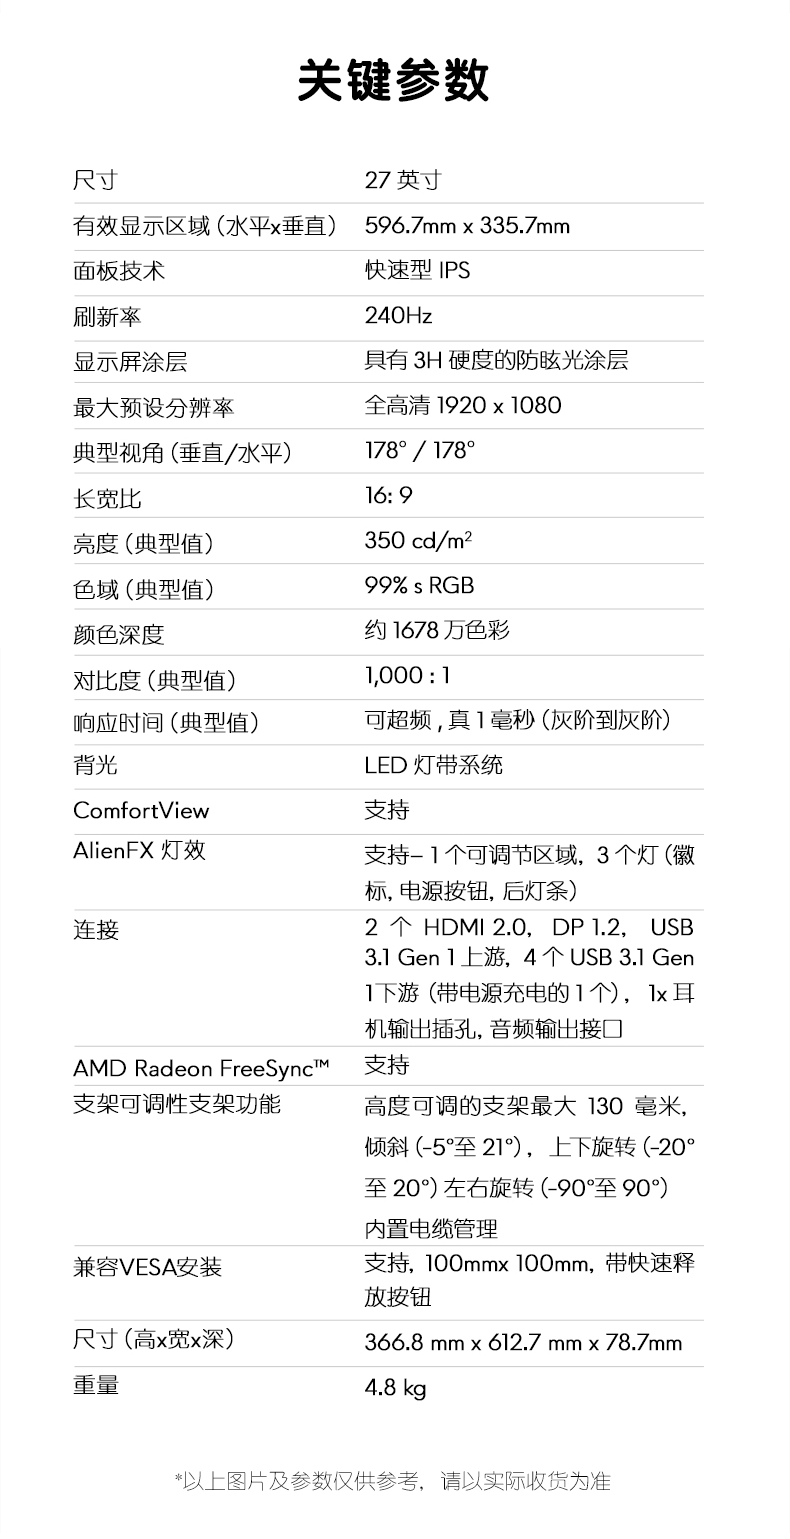 关键参数
尺寸 27 英寸
有效显示区域（水平x垂直） 596.7mm x 335.7mm
面板技术 快速型 IPS
刷新率 240Hz
显示屏涂层 具有 3H 硬度的防眩光涂层
最大预设分辨率 全高清 1920 x 1080
典型视角（垂直/水平） 178° / 178°
长宽比 16: 9
亮度（典型值） 350 cd/m²
色域（典型值） 99% s RGB
颜色深度 约 1678 万色彩
对比度（典型值） 1,000 : 1
响应时间（典型值） 可超频 , 真 1 毫秒（灰阶到灰阶）
背光 LED 灯带系统
ComfortView 支持
AlienFX 灯效 支持– 1 个可调节区域, 3 个灯（徽
标, 电源按钮, 后灯条）
连接 2 个 HDMI 2.0, DP 1.2, USB
3.1 Gen 1 上游, 4 个 USB 3.1 Gen
1下游（带电源充电的 1 个）, 1x 耳
机输出插孔, 音频输出接口
AMD Radeon FreeSync™ 支持
支架可调性支架功能 高度可调的支架最大 130 毫米,
倾斜（-5°至 21°）, 上下旋转（-20°
至 20°）左右旋转（-90°至 90°）
内置电缆管理
兼容VESA安装 支持, 100mmx 100mm, 带快速释
放按钮
尺寸（高x宽x深） 366.8 mm x 612.7 mm x 78.7mm
重量 4.8 kg
*以上图片及参数仅供参考, 请以实际收货为准